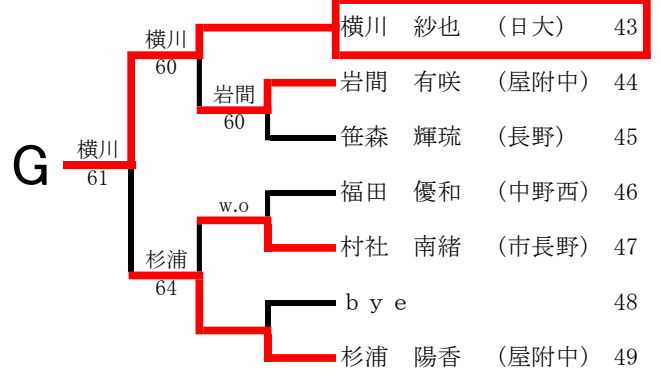 横川 紗也 (日大) 43
横川
60
岩間 有咲 (屋附中) 44
岩間
60
笹森 輝琉 (長野) 45
G
横川
61
福田 優和 (中野西) 46
w.o
村社 南緒 (市長野) 47
杉浦
64
ｂｙｅ 48
杉浦 陽香 (屋附中) 49